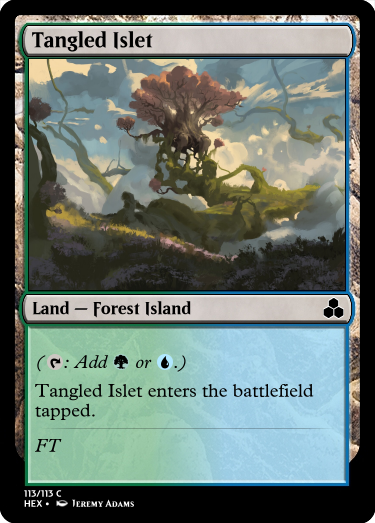 Tangled Islet
Land — Forest Island
( : Add or .)
Tangled Islet enters the battlefield
tapped.
FT
113/113 C
HEX • Jeremy Adams